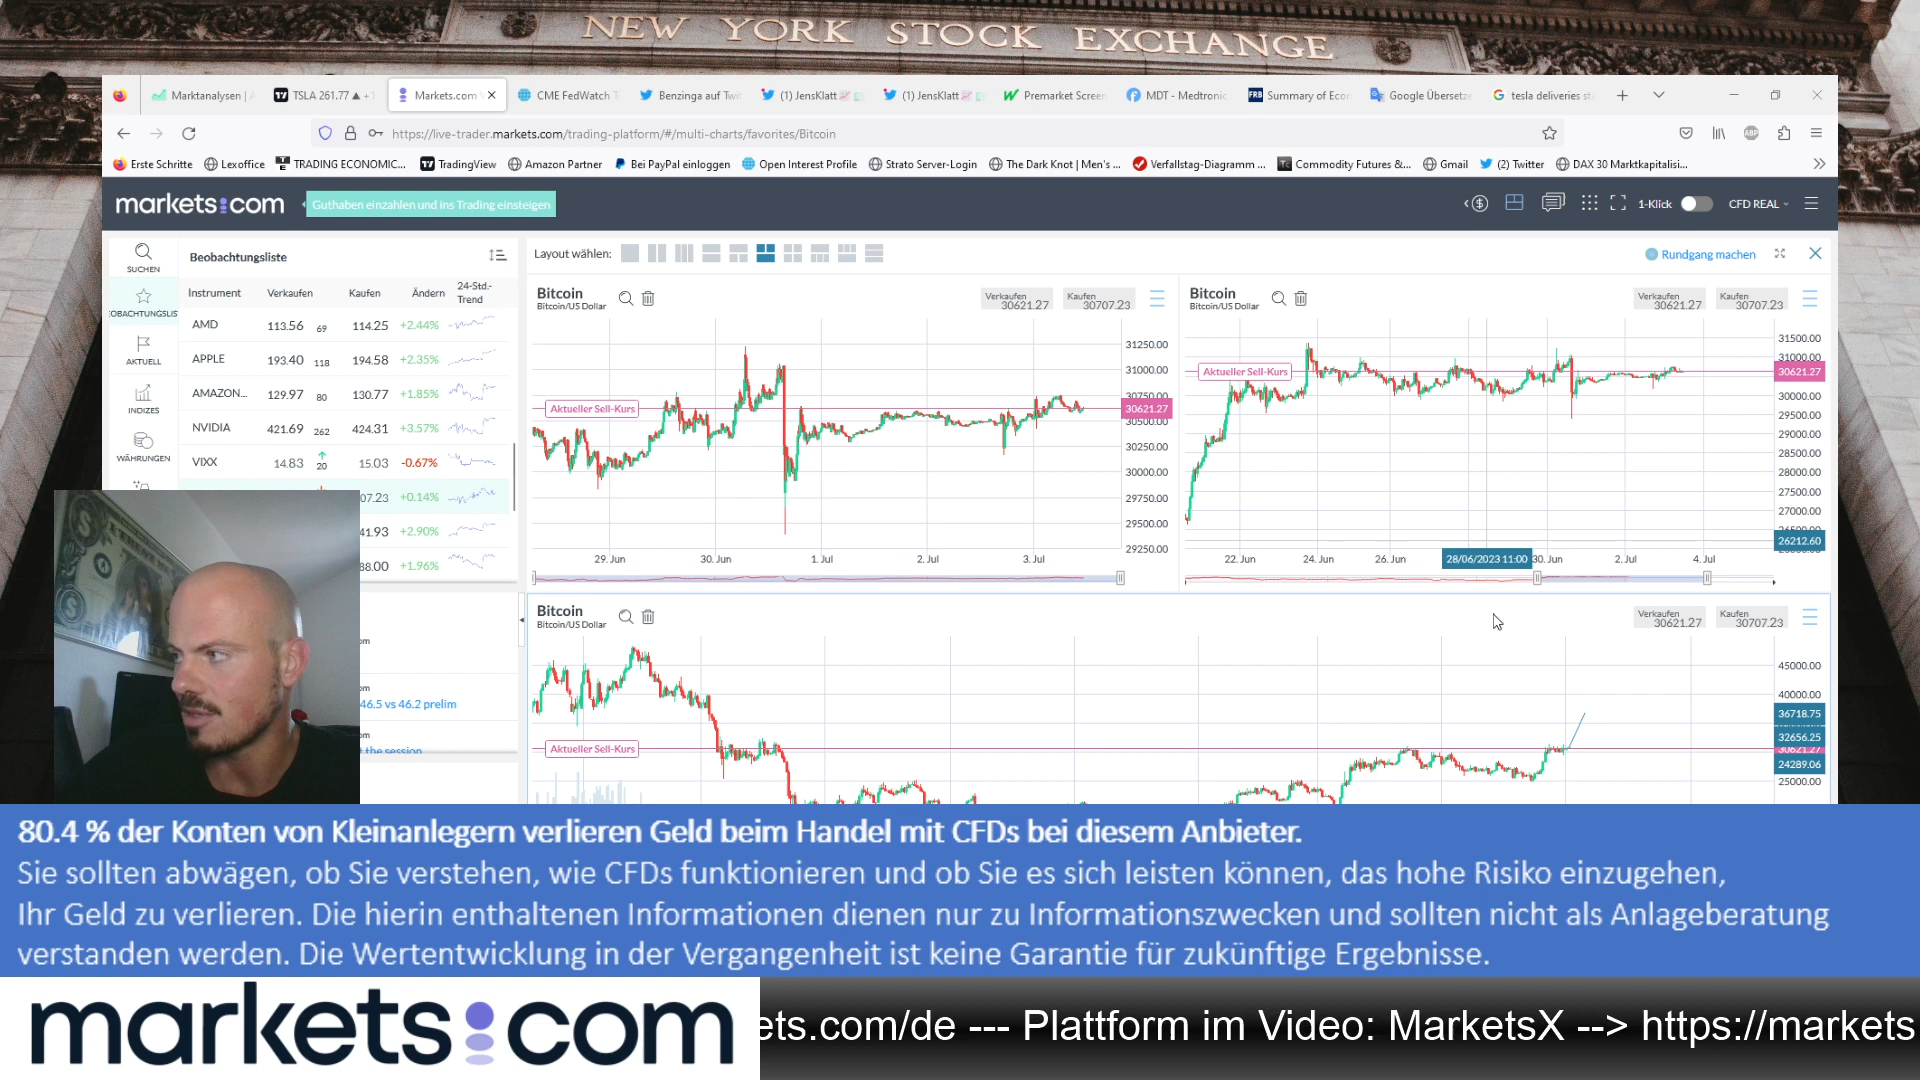 NEW YORK STOCK EXCHANGE
Marktanalysen |
TSLA 261.77 ▲ +1
Markets.com
CME FedWatch T
Benzinga auf Twit
(1) JensKlatt
(1) JensKlatt
Premarket Screen
MDT - Medtronic
Summary of Econ
Google Übersetze
tesla deliveries st
https://live-trader.markets.com/trading-platform/#/multi-charts/favorites/Bitcoin
Erste Schritte
Lexoffice
TRADING ECONOMIC...
TradingView
Amazon Partner
Bei PayPal einloggen
Open Interest Profile
Strato Server-Login
The Dark Knot | Men's ...
Verfallstag-Diagramm ...
Commodity Futures &...
Gmail
(2) Twitter
DAX 30 Marktkapitalisi...
markets.com
Guthaben einzahlen und ins Trading einsteigen
1-Klick
CFD REAL
SUCHEN
OBACHTUNGSLIS
AKTUELL
INDIZES
WÄHRUNGEN
Beobachtungsliste
Instrument Verkaufen Kaufen Ändern 24-Std.-
Trend
AMD 113.56 69 114.25 +2.44%
APPLE 193.40 118 194.58 +2.35%
AMAZON... 129.97 80 130.77 +1.85%
NVIDIA 421.69 262 424.31 +3.57%
VIXX 14.83 20 15.03 -0.67%
07.23 +0.14%
41.93 +2.90%
38.00 +1.96%
om
om
46.5 vs 46.2 prelim
om
t the session
Layout wählen:
Rundgang machen
Bitcoin
Bitcoin/US Dollar
Verkaufen
30621.27
Kaufen
30707.23
Aktueller Sell-Kurs
31250.00
31000.00
30750.00
30621.27
30500.00
30250.00
30000.00
29750.00
29500.00
29250.00
29.Jun 30.Jun 1.Jul 2.Jul 3.Jul
Bitcoin
Bitcoin/US Dollar
Verkaufen
30621.27
Kaufen
30707.23
Aktueller Sell-Kurs
31500.00
31000.00
30621.27
30000.00
29500.00
29000.00
28500.00
28000.00
27500.00
27000.00
26500.00
26212.60
22.Jun 24.Jun 26.Jun 28/06/2023 11:00 30.Jun 2.Jul 4.Jul
Bitcoin
Bitcoin/US Dollar
Verkaufen
30621.27
Kaufen
30707.23
Aktueller Sell-Kurs
45000.00
40000.00
36718.75
32656.25
30621.27
24289.06
25000.00
80.4 % der Konten von Kleinanlegern verlieren Geld beim Handel mit CFDs bei diesem Anbieter.
Sie sollten abwägen, ob Sie verstehen, wie CFDs funktionieren und ob Sie es sich leisten können, das hohe Risiko einzugehen,
Ihr Geld zu verlieren. Die hierin enthaltenen Informationen dienen nur zu Informationszwecken und sollten nicht als Anlageberatung
verstanden werden. Die Wertentwicklung in der Vergangenheit ist keine Garantie für zukünftige Ergebnisse.
markets.com
ets.com/de --- Plattform im Video: MarketsX --> https://markets